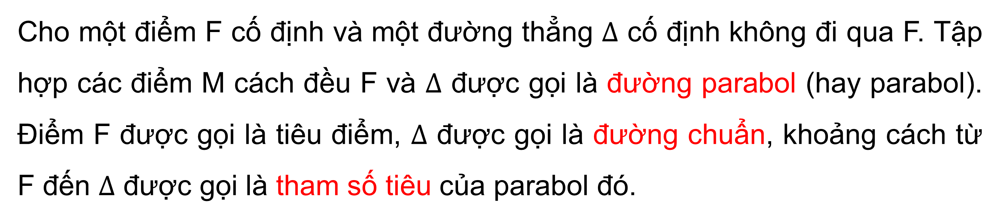 Cho một điểm F cố định và một đường thẳng Δ cố định không đi qua F. Tập
hợp các điểm M cách đều F và Δ được gọi là đường parabol (hay parabol).
Điểm F được gọi là tiêu điểm, Δ được gọi là đường chuẩn, khoảng cách từ
F đến Δ được gọi là tham số tiêu của parabol đó.